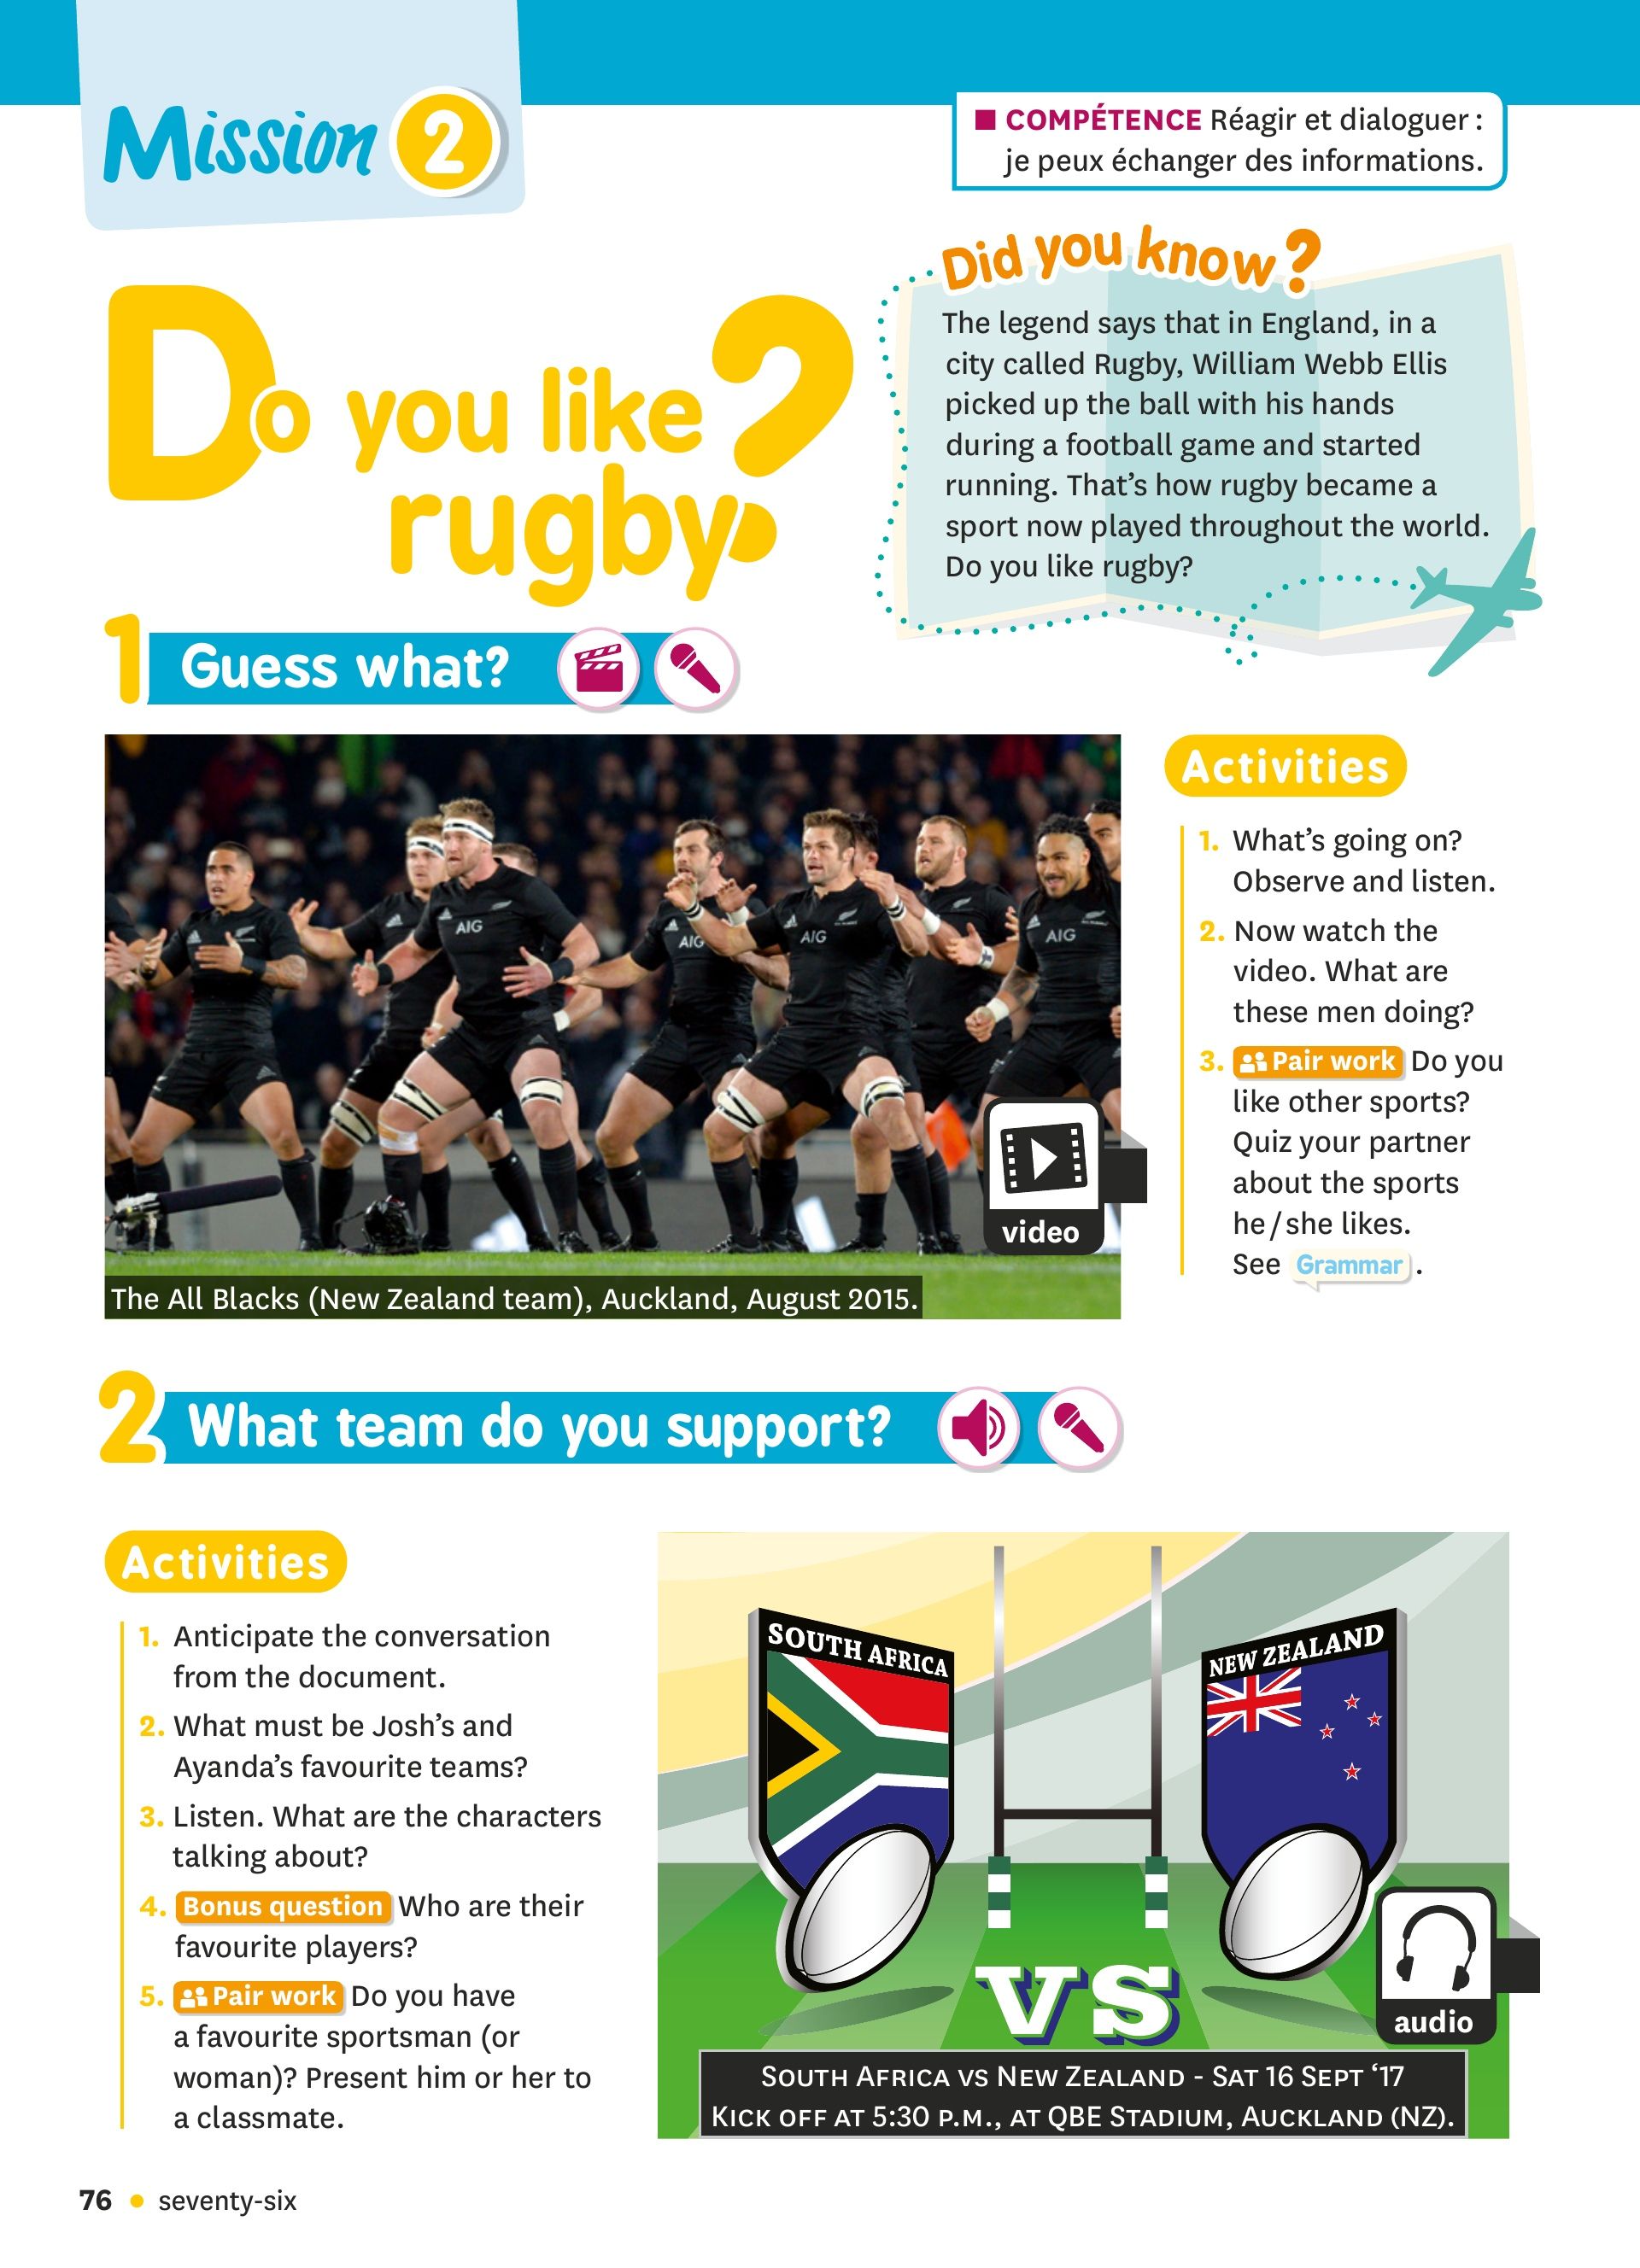 Mission 2
■ COMPÉTENCE Réagir et dialoguer :
je peux échanger des informations.
Do you like
rugby?
Did you know?
The legend says that in England, in a
city called Rugby, William Webb Ellis
picked up the ball with his hands
during a football game and started
running. That’s how rugby became a
sport now played throughout the world.
Do you like rugby?
1 Guess what?
AIG
AIG
AIG
AIG
video
The All Blacks (New Zealand team), Auckland, August 2015.
Activities
1. What’s going on?
Observe and listen.
2. Now watch the
video. What are
these men doing?
3. Pair work Do you
like other sports?
Quiz your partner
about the sports
he / she likes.
See Grammar .
2 What team do you support?
Activities
1. Anticipate the conversation
from the document.
2. What must be Josh’s and
Ayanda’s favourite teams?
3. Listen. What are the characters
talking about?
4. Bonus question Who are their
favourite players?
5. Pair work Do you have
a favourite sportsman (or
woman)? Present him or her to
a classmate.
SOUTH AFRICA
NEW ZEALAND
VS
audio
SOUTH AFRICA VS NEW ZEALAND - SAT 16 SEPT ‘17
KICK OFF AT 5:30 P.M., AT QBE STADIUM, AUCKLAND (NZ).
76 • seventy-six